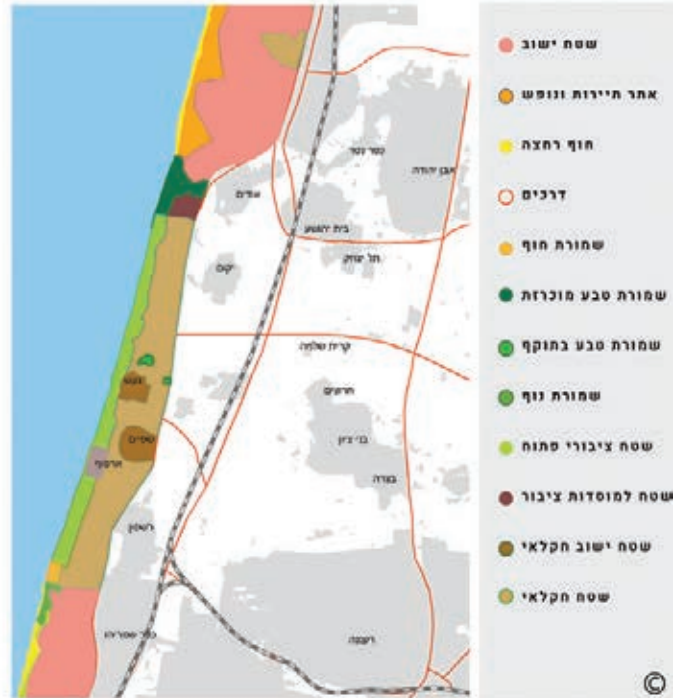 שטח ישוב
אתר תיירות ונופש
חוף רחצה
דרכים
שמורת חוף
שמורת טבע מוכרזת
שמורת טבע בתוקף
שמורת נוף
שטח ציבורי פתוח
שטח למוסדות ציבור
שטח ישוב חקלאי
שטח חקלאי
©
כפר נטר
אבן יהודה
אודים
בית יהושע
תל יצחק
יקום
קרית שלמה
חרוצים
געש
בני ציון
שפיים
ארסוף
בצרה
רשפון
רעננה
כפר שמריהו